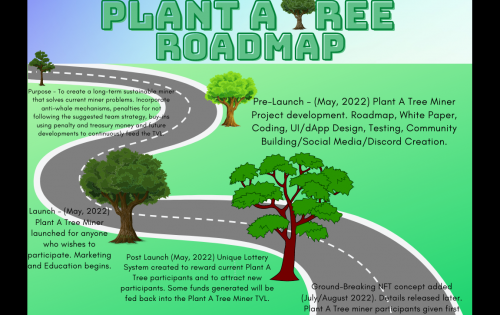 PLANT A TREE
ROADMAP
Purpose - To create a long-term sustainable miner
that solves current miner problems. Incorporate
anti-whale mechanisms, penalties for not
following the suggested team strategy, buy-ins
using penalty and treasury money and future
developments to continuously feed the TVL.
Pre-Launch - (May, 2022) Plant A Tree Miner
Project development. Roadmap, White Paper,
Coding, UI/dApp Design, Testing, Community
Building/Social Media/Discord Creation.
Launch - (May, 2022)
Plant A Tree Miner
launched for anyone
who wishes to
participate. Marketing
and Education begins.
Post Launch (May, 2022) Unique Lottery
System created to reward current Plant A
Tree participants and to attract new
participants. Some funds generated will be
fed back into the Plant A Tree Miner TVL.
Ground-Breaking NFT concept added
(July/August 2022). Details released later.
Plant A Tree miner participants given first